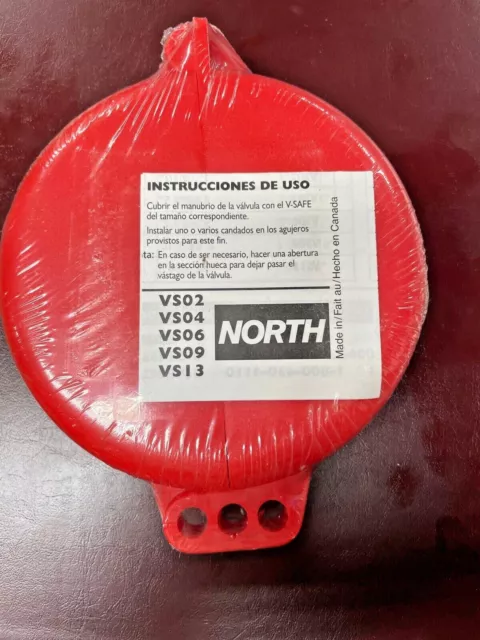 INSTRUCCIONES DE USO
Cubrir el manubrio de la válvula con el V-SAFE
del tamaño correspondiente.
Instalar uno o varios candados en los agujeros
provistos para este fin.
ta: En caso de ser necesario, hacer una abertura
en la sección hueca para dejar pasar el
vástago de la válvula.
VS02
VS04
VS06
VS09
VS13
NORTH
Made in/Fait au/Hecho en Canada